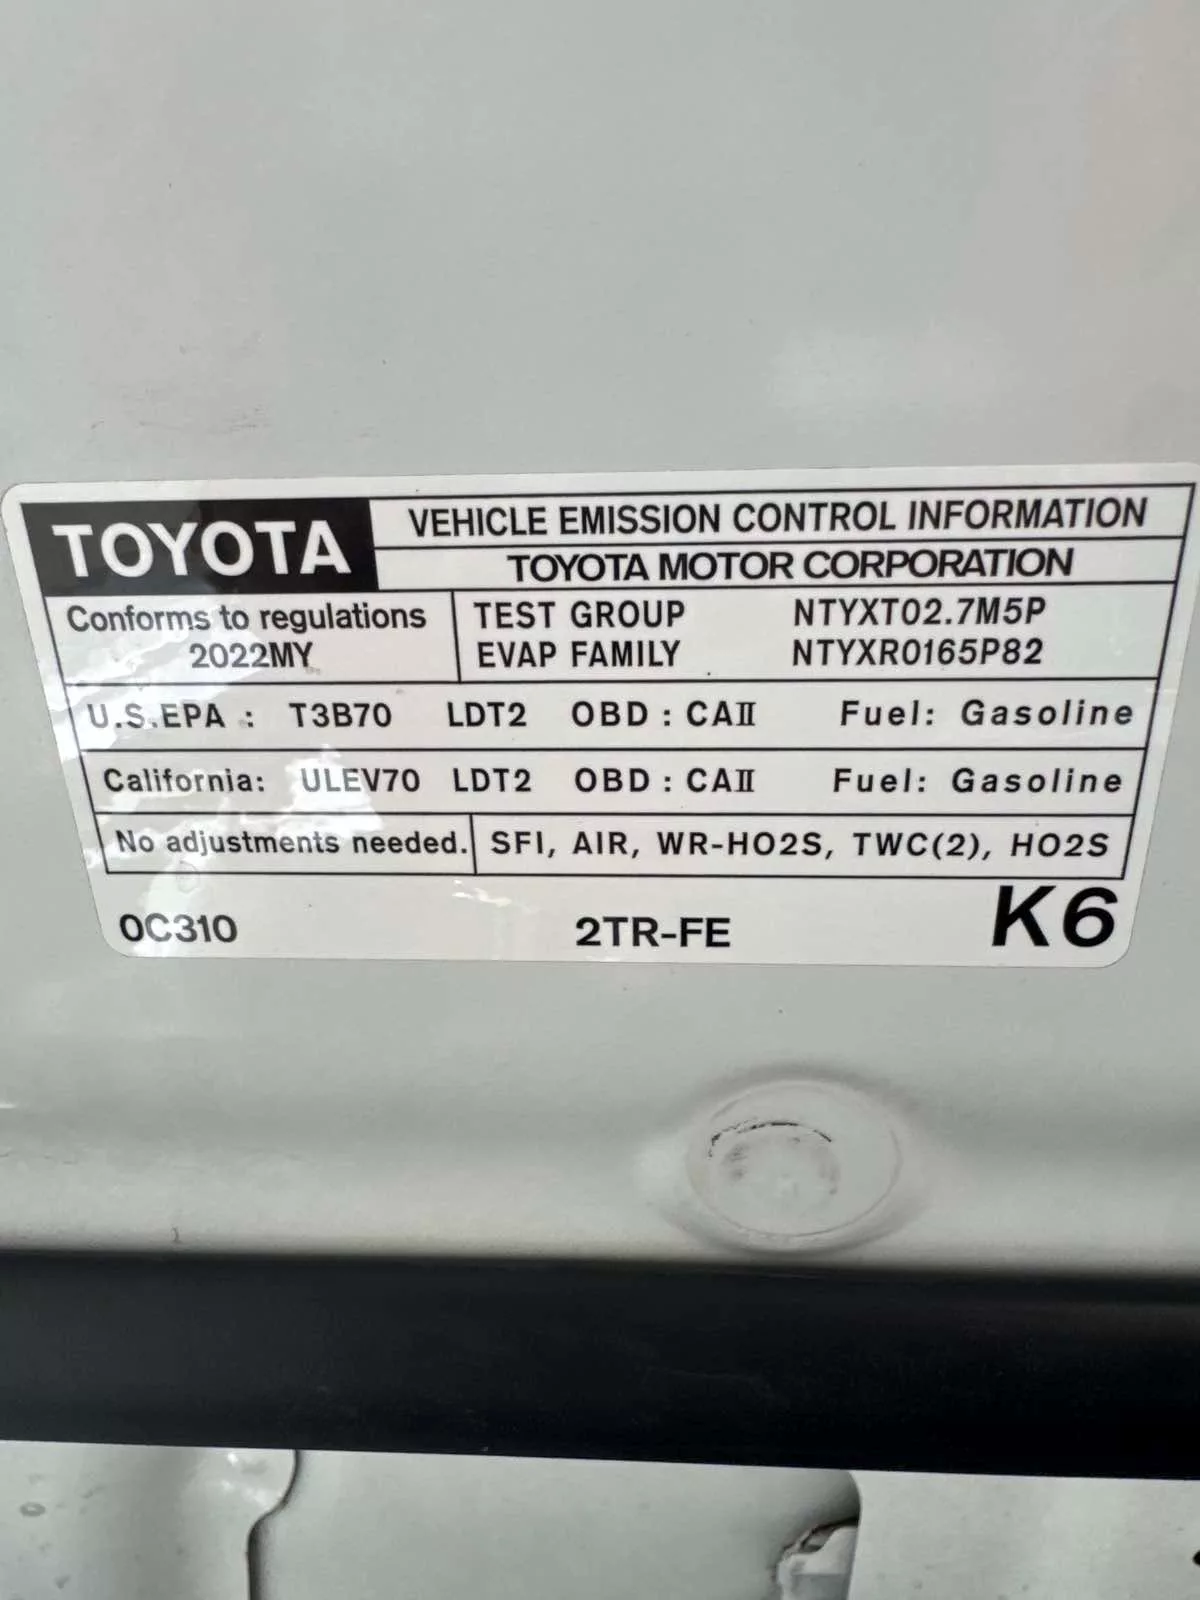 TOYOTA
VEHICLE EMISSION CONTROL INFORMATION
TOYOTA MOTOR CORPORATION
Conforms to regulations
2022MY
TEST GROUP NTYXT02.7M5P
EVAP FAMILY NTYXR0165P82
U.S.EPA : T3B70 LDT2 OBD : CAII Fuel: Gasoline
California: ULEV70 LDT2 OBD : CAII Fuel: Gasoline
No adjustments needed. SFI, AIR, WR-HO2S, TWC(2), HO2S
0C310 2TR-FE K6